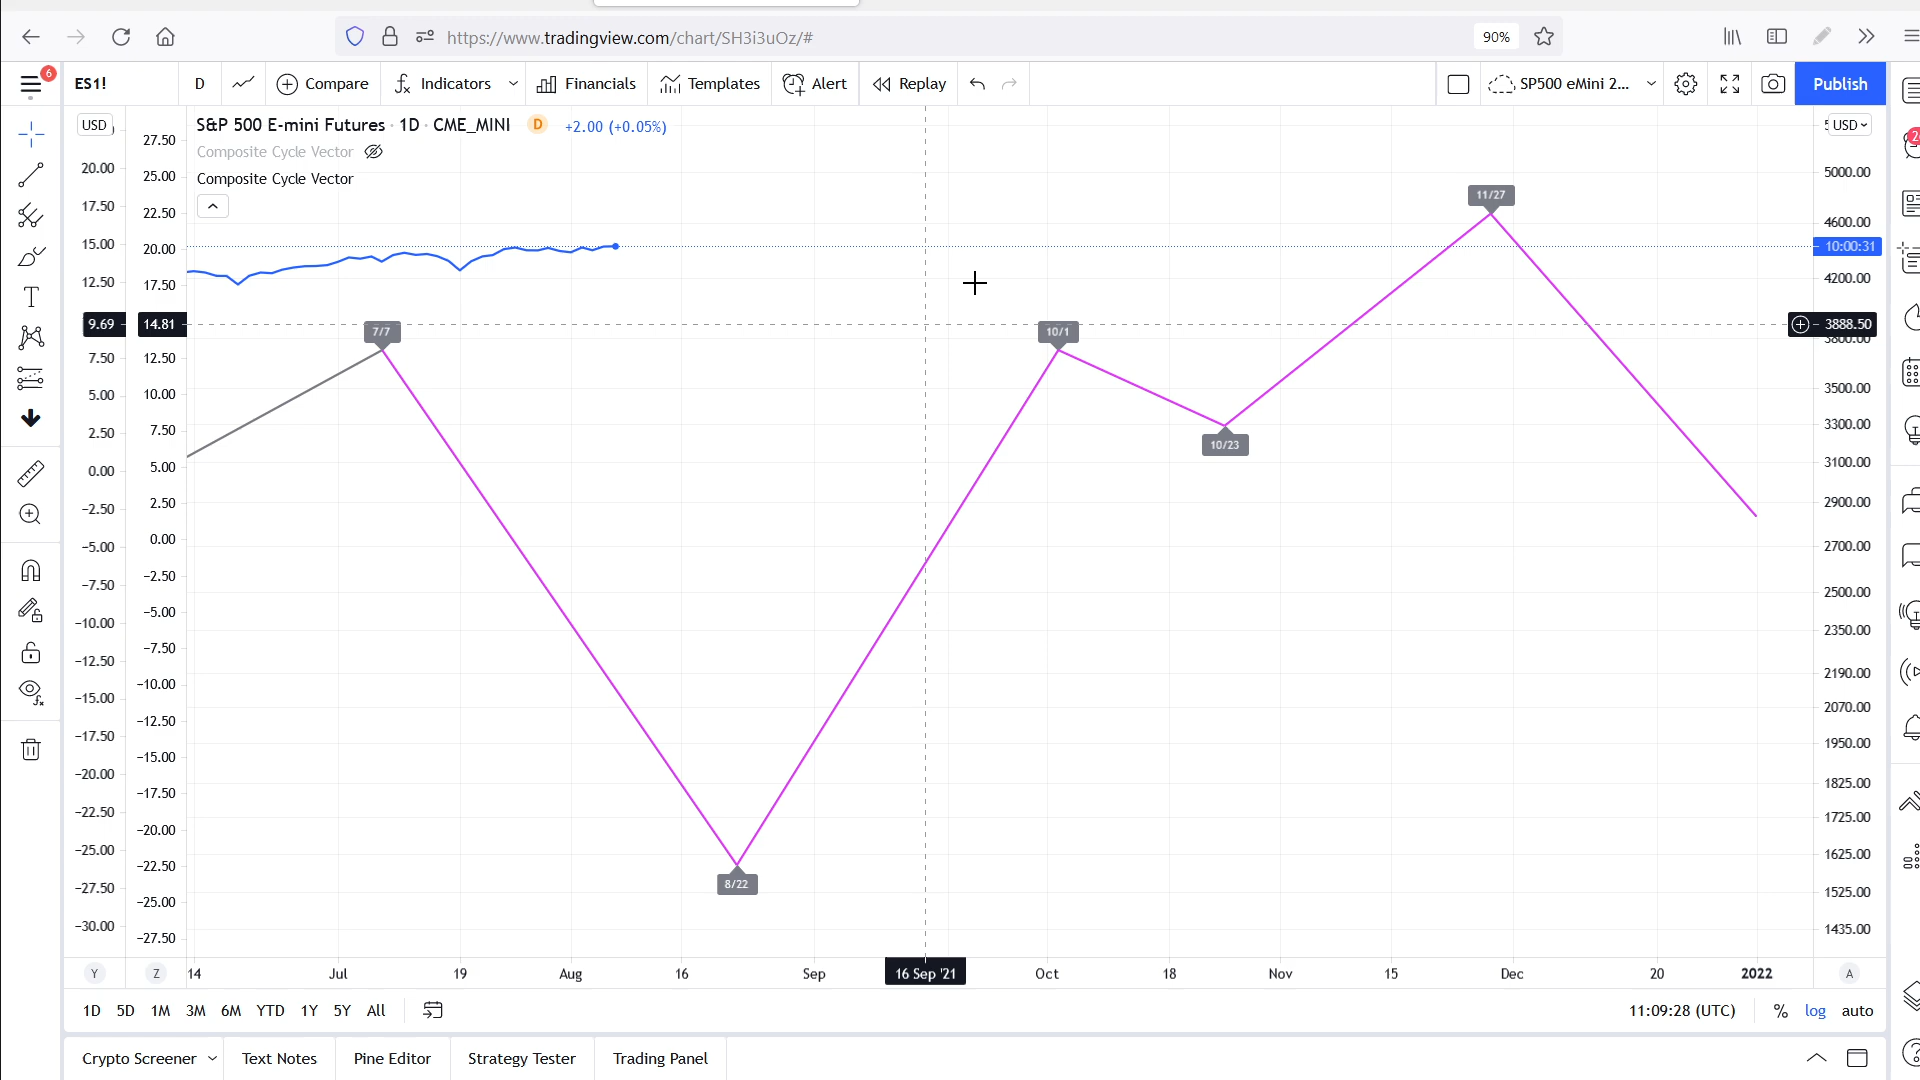 https://www.tradingview.com/chart/SH3i3uOz/#
90%
6
ES1!
D
Compare
Indicators
Financials
Templates
Alert
Replay
SP500 eMini 2...
Publish
S&P 500 E-mini Futures · 1D · CME_MINI
D
+2.00 (+0.05%)
Composite Cycle Vector
Composite Cycle Vector
USD
20.00
17.50
15.00
12.50
9.69
7.50
5.00
2.50
0.00
−2.50
−5.00
−7.50
−10.00
−12.50
−15.00
−17.50
−20.00
−22.50
−25.00
−27.50
−30.00
27.50
25.00
22.50
20.00
17.50
14.81
12.50
10.00
7.50
5.00
2.50
0.00
−2.50
−5.00
−7.50
−10.00
−12.50
−15.00
−17.50
−20.00
−22.50
−25.00
−27.50
7/7
8/22
10/1
10/23
11/27
USD
5000.00
4600.00
10:00:31
4200.00
3888.50
3800.00
3500.00
3300.00
3100.00
2900.00
2700.00
2500.00
2350.00
2190.00
2070.00
1950.00
1825.00
1725.00
1625.00
1525.00
1435.00
Y
Z
14
Jul
19
Aug
16
Sep
16 Sep '21
Oct
18
Nov
15
Dec
20
2022
A
1D 5D 1M 3M 6M YTD 1Y 5Y All
11:09:28 (UTC)
%
log
auto
Crypto Screener
Text Notes
Pine Editor
Strategy Tester
Trading Panel